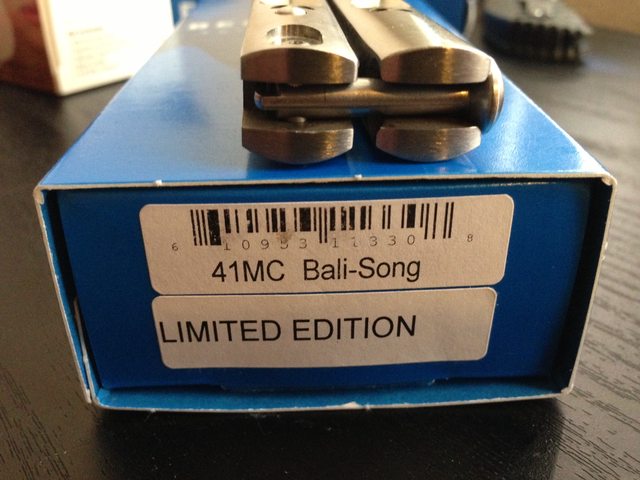 6 10953 11330 8
41MC Bali-Song
LIMITED EDITION